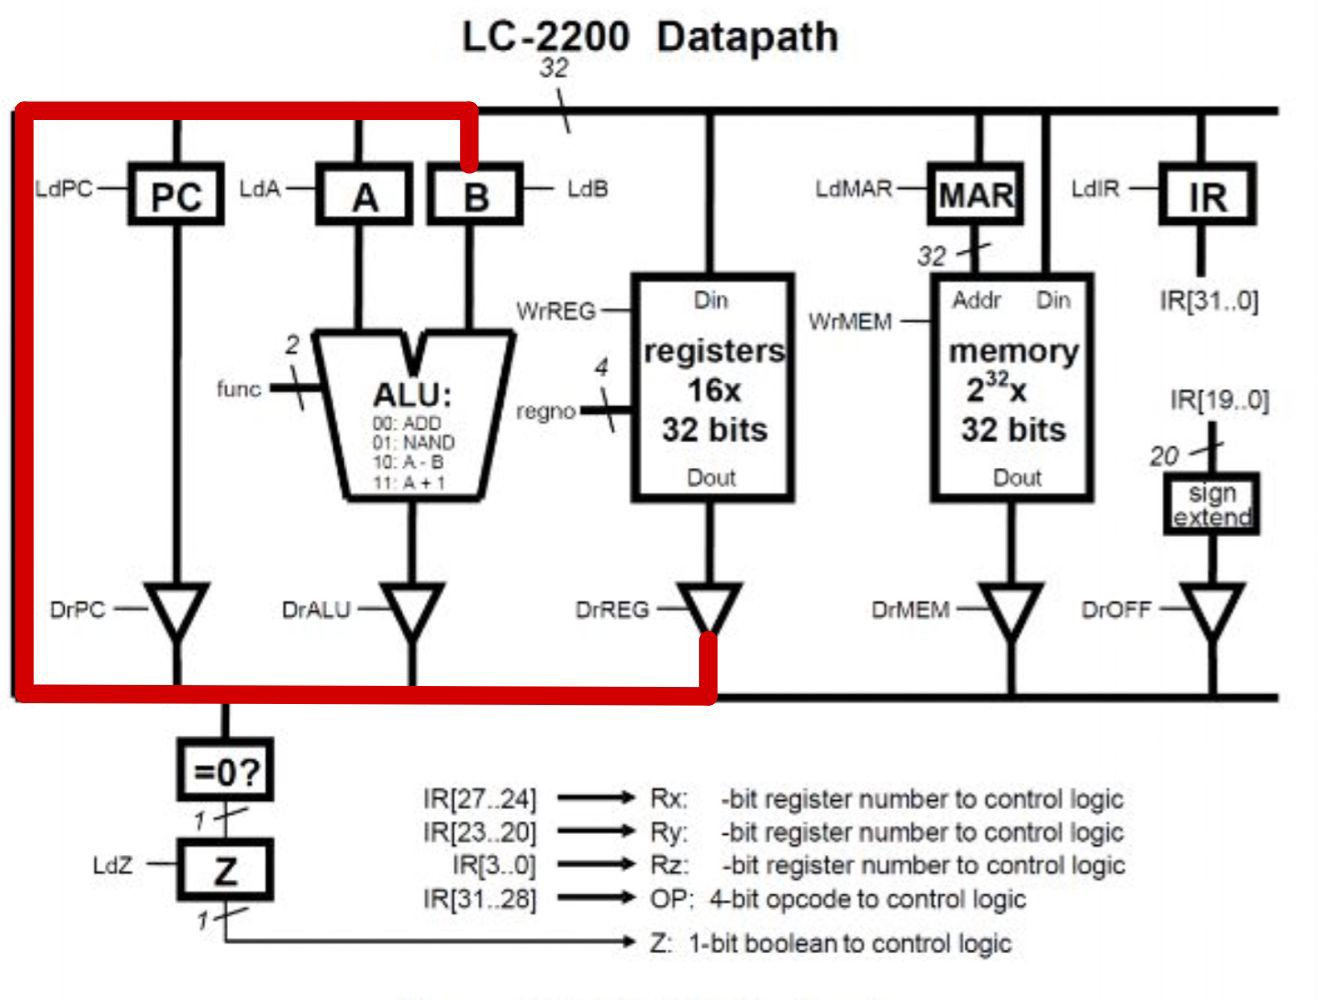 LC-2200 Datapath
32
LdPC
PC
LdA
A
B
LdB
LdMAR
MAR
LdIR
IR
32
WrREG
Din
registers
16x
32 bits
Dout
WrMEM
Addr Din
memory
2³²x
32 bits
Dout
IR[31..0]
2
func
ALU:
00: ADD
01: NAND
10: A - B
11: A + 1
4
regno
IR[19..0]
20
sign
extend
DrPC
DrALU
DrREG
DrMEM
DrOFF
=0?
1
LdZ
Z
1
IR[27..24] Rx: -bit register number to control logic
IR[23..20] Ry: -bit register number to control logic
IR[3..0] Rz: -bit register number to control logic
IR[31..28] OP: 4-bit opcode to control logic
Z: 1-bit boolean to control logic